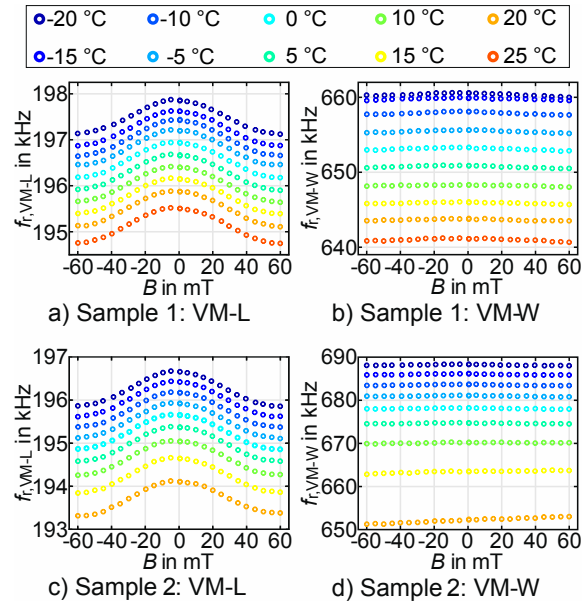 -20 °C -10 °C 0 °C 10 °C 20 °C
-15 °C -5 °C 5 °C 15 °C 25 °C
198
197
196
195
fr,VM-L in kHz
-60 -40 -20 0 20 40 60
B in mT
a) Sample 1: VM-L
660
650
640
fr,VM-W in kHz
-60 -40 -20 0 20 40 60
B in mT
b) Sample 1: VM-W
197
196
195
194
193
fr,VM-L in kHz
-60 -40 -20 0 20 40 60
B in mT
c) Sample 2: VM-L
690
680
670
660
650
fr,VM-W in kHz
-60 -40 -20 0 20 40 60
B in mT
d) Sample 2: VM-W